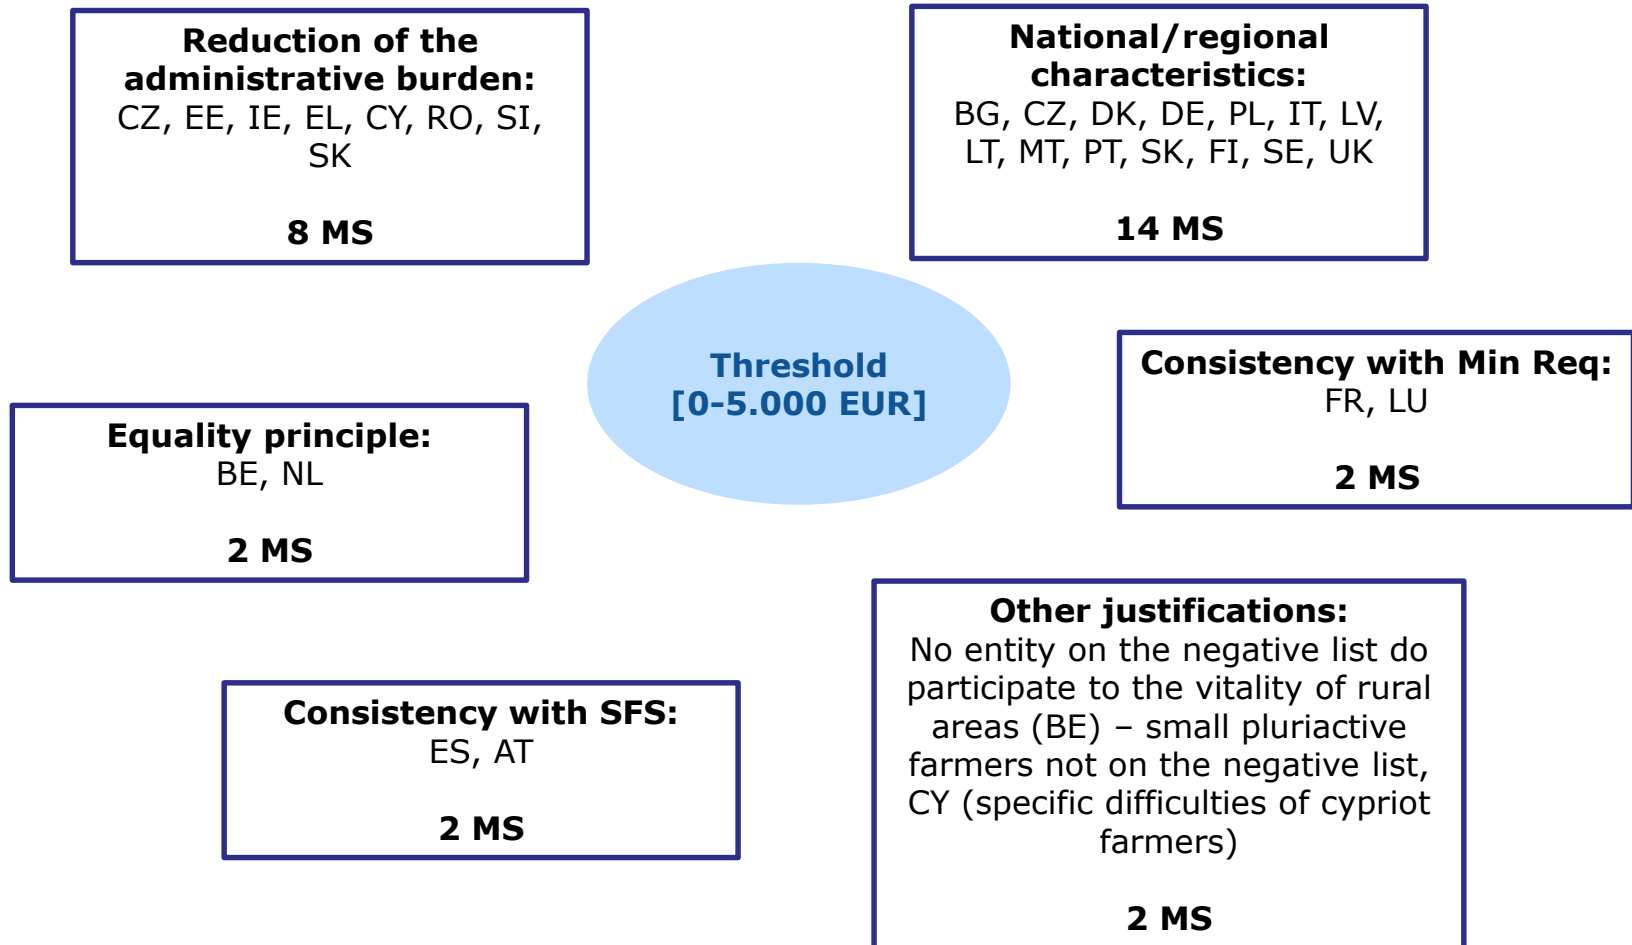 Reduction of the
administrative burden:
CZ, EE, IE, EL, CY, RO, SI,
SK
8 MS
National/regional
characteristics:
BG, CZ, DK, DE, PL, IT, LV,
LT, MT, PT, SK, FI, SE, UK
14 MS
Threshold
[0-5.000 EUR]
Consistency with Min Req:
FR, LU
2 MS
Equality principle:
BE, NL
2 MS
Other justifications:
No entity on the negative list do
participate to the vitality of rural
areas (BE) – small pluriactive
farmers not on the negative list,
CY (specific difficulties of cypriot
farmers)
2 MS
Consistency with SFS:
ES, AT
2 MS